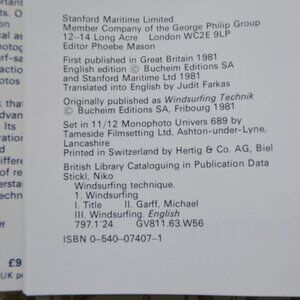 Stanford Maritime Limited
Member Company of the George Philip Group
12–14 Long Acre London WC2E 9LP
Editor Phoebe Mason
First published in Great Britain 1981
English edition © Bucheim Editions SA
and Stanford Maritime Ltd 1981
Translated into English by Judit Farkas
Originally published as Windsurfing Technik
© Bucheim Editions SA, Fribourg 1981
Set in 11/12 Monophoto Univers 689 by
Tameside Filmsetting Ltd, Ashton-under-Lyne,
Lancashire
Printed in Switzerland by Hertig & Co. AG, Biel
British Library Cataloguing in Publication Data
Stickl, Niko
Windsurfing technique.
1. Windsurfing
I. Title II. Garff, Michael
III. Windsurfing. English
797.1'24 GV811.63.W56
ISBN 0-540-07407-1
£9
UK